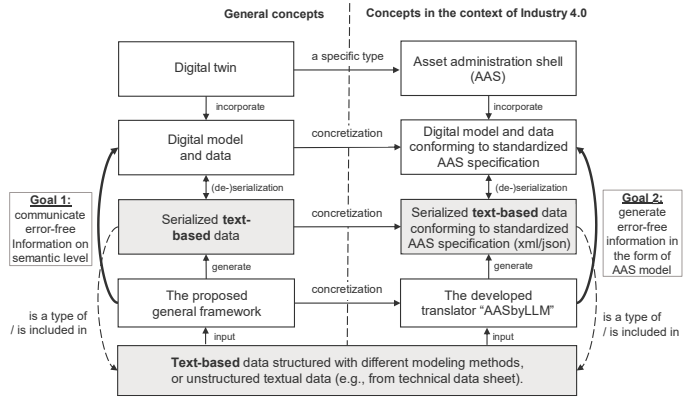 General concepts
Concepts in the context of Industry 4.0
Digital twin
a specific type
Asset administration shell
(AAS)
incorporate
incorporate
Digital model
and data
concretization
Digital model and data
conforming to standardized
AAS specification
(de-)serialization
(de-)serialization
Goal 1:
communicate
error-free
Information on
semantic level
Serialized text-
based data
concretization
Serialized text-based data
conforming to standardized
AAS specification (xml/json)
Goal 2:
generate
error-free
information in
the form of
AAS model
generate
generate
The proposed
general framework
concretization
The developed
translator “AASbyLLM”
is a type of
/ is included in
is a type of
/ is included in
input
input
Text-based data structured with different modeling methods,
or unstructured textual data (e.g., from technical data sheet).